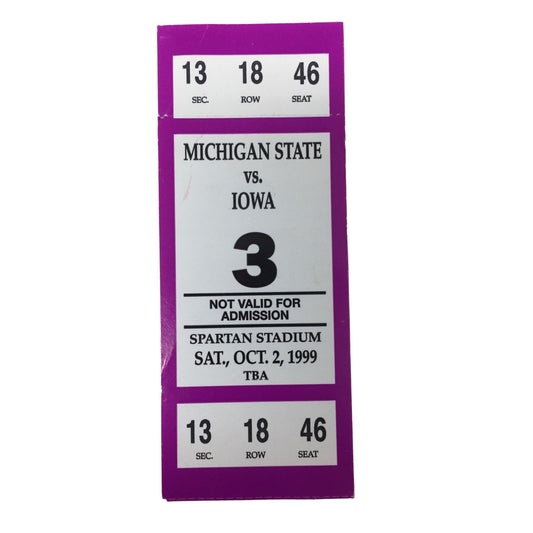 13 18 46
SEC. ROW SEAT
MICHIGAN STATE
vs.
IOWA
3
NOT VALID FOR
ADMISSION
SPARTAN STADIUM
SAT., OCT. 2, 1999
TBA
13 18 46
SEC. ROW SEAT